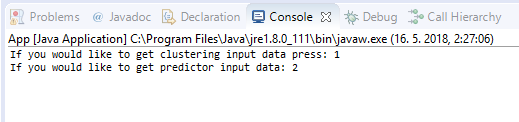 Problems @ Javadoc Declaration Console Debug Call Hierarchy
App [Java Application] C:\Program Files\Java\jre1.8.0_111\bin\javaw.exe (16. 5. 2018, 2:27:06)
If you would like to get clustering input data press: 1
If you would like to get predictor input data: 2